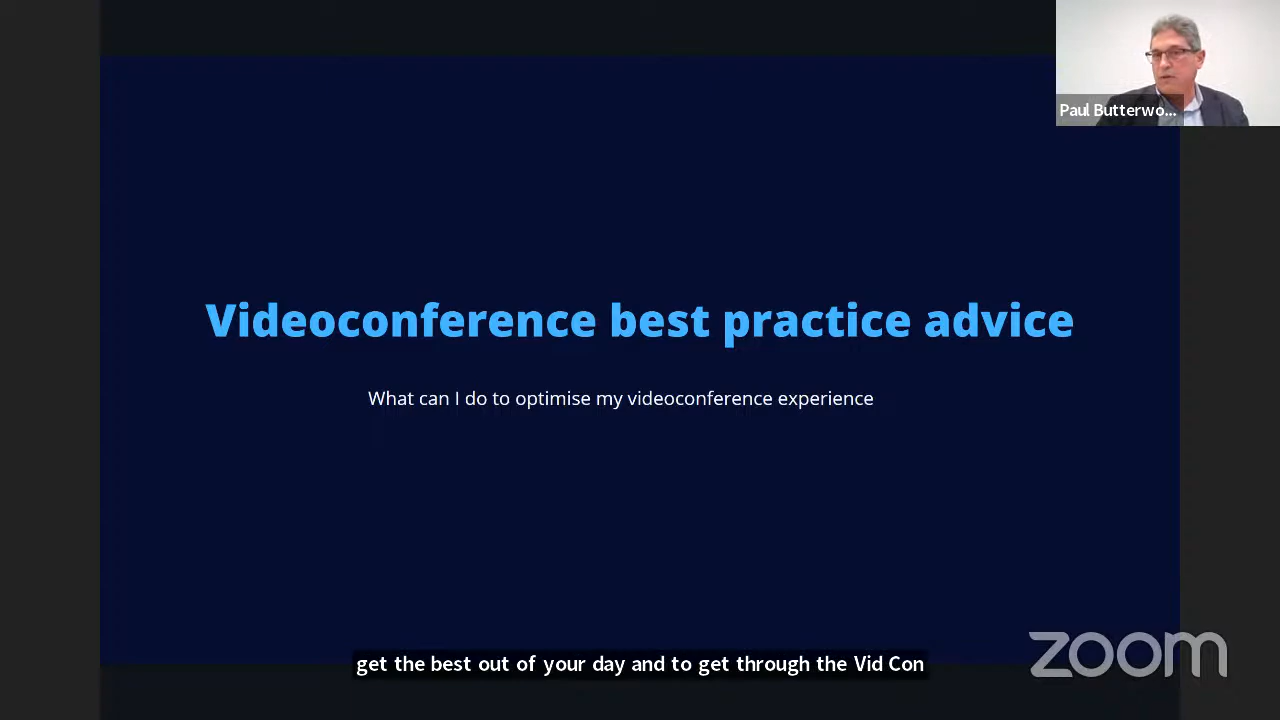 Paul Butterwo...
Videoconference best practice advice
What can I do to optimise my videoconference experience
get the best out of your day and to get through the Vid Con
zoom